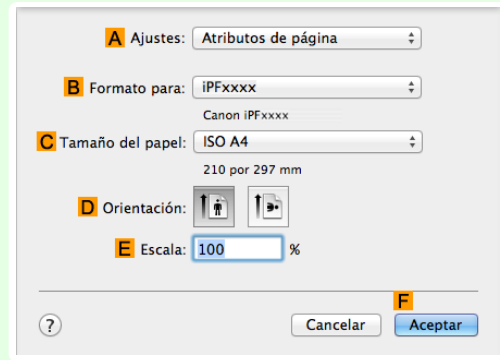 A Ajustes: Atributos de página
B Formato para: iPFxxxx
Canon iPFxxxx
C Tamaño del papel: ISO A4
210 por 297 mm
D Orientación:
E Escala: 100 %
F
? Cancelar Aceptar